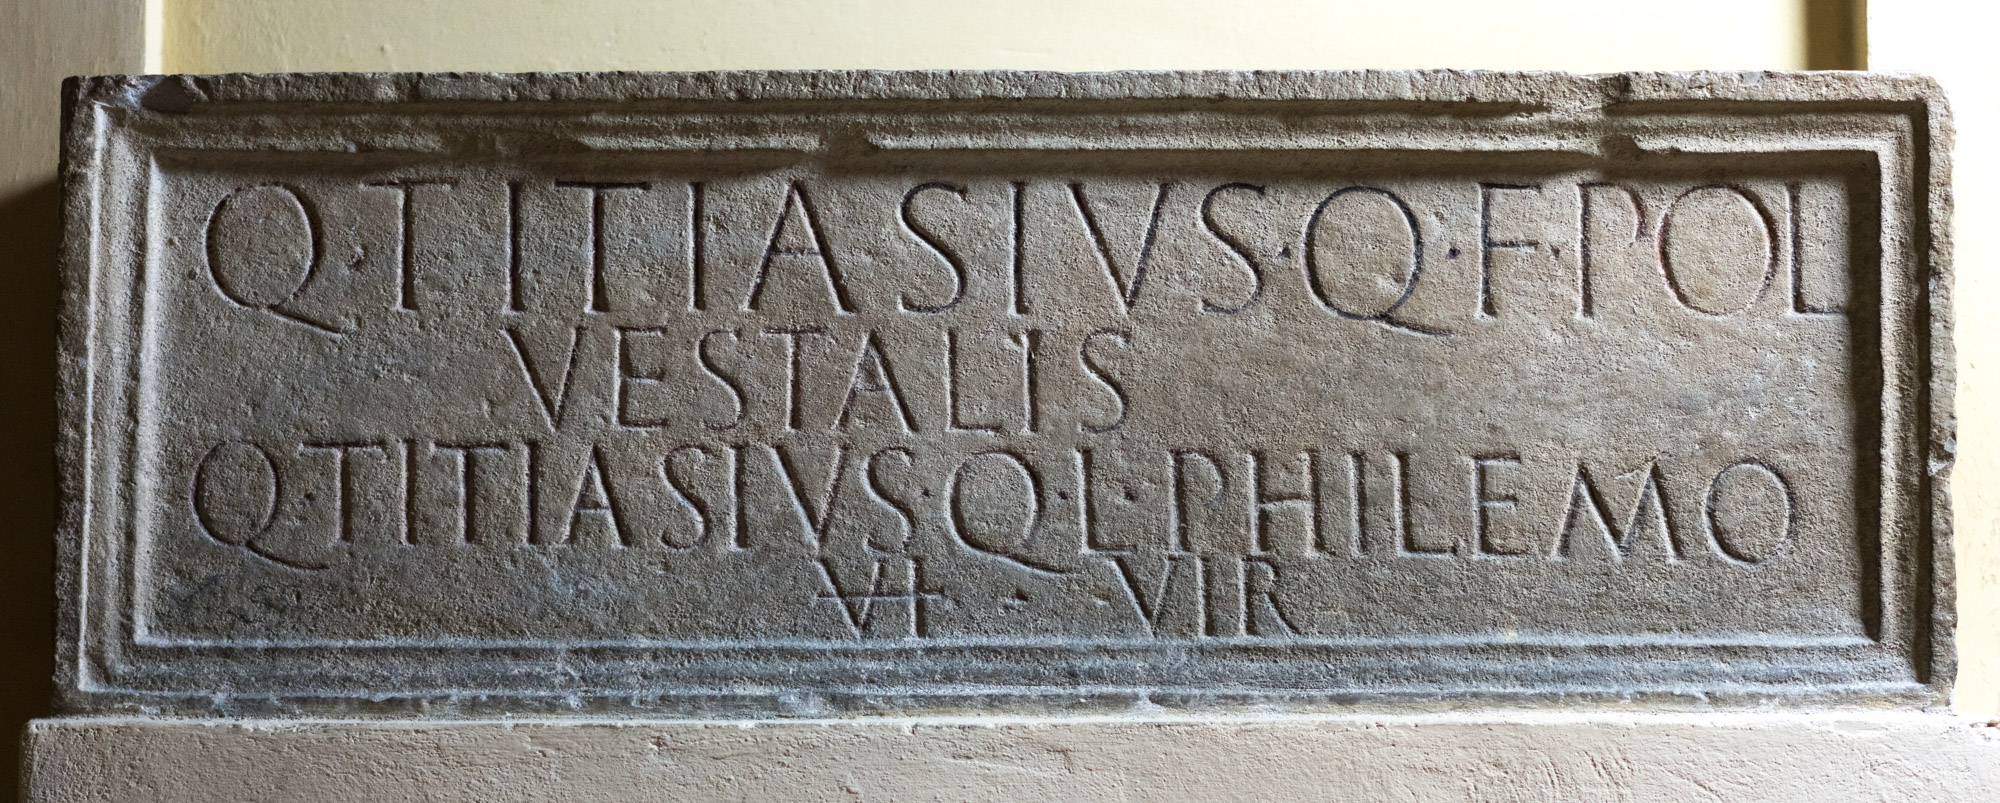 Q·TITIASIVS·Q·F·POL
VESTALIS
Q·TITIASIVS·Q·L·PHILEMO
VI · VIR